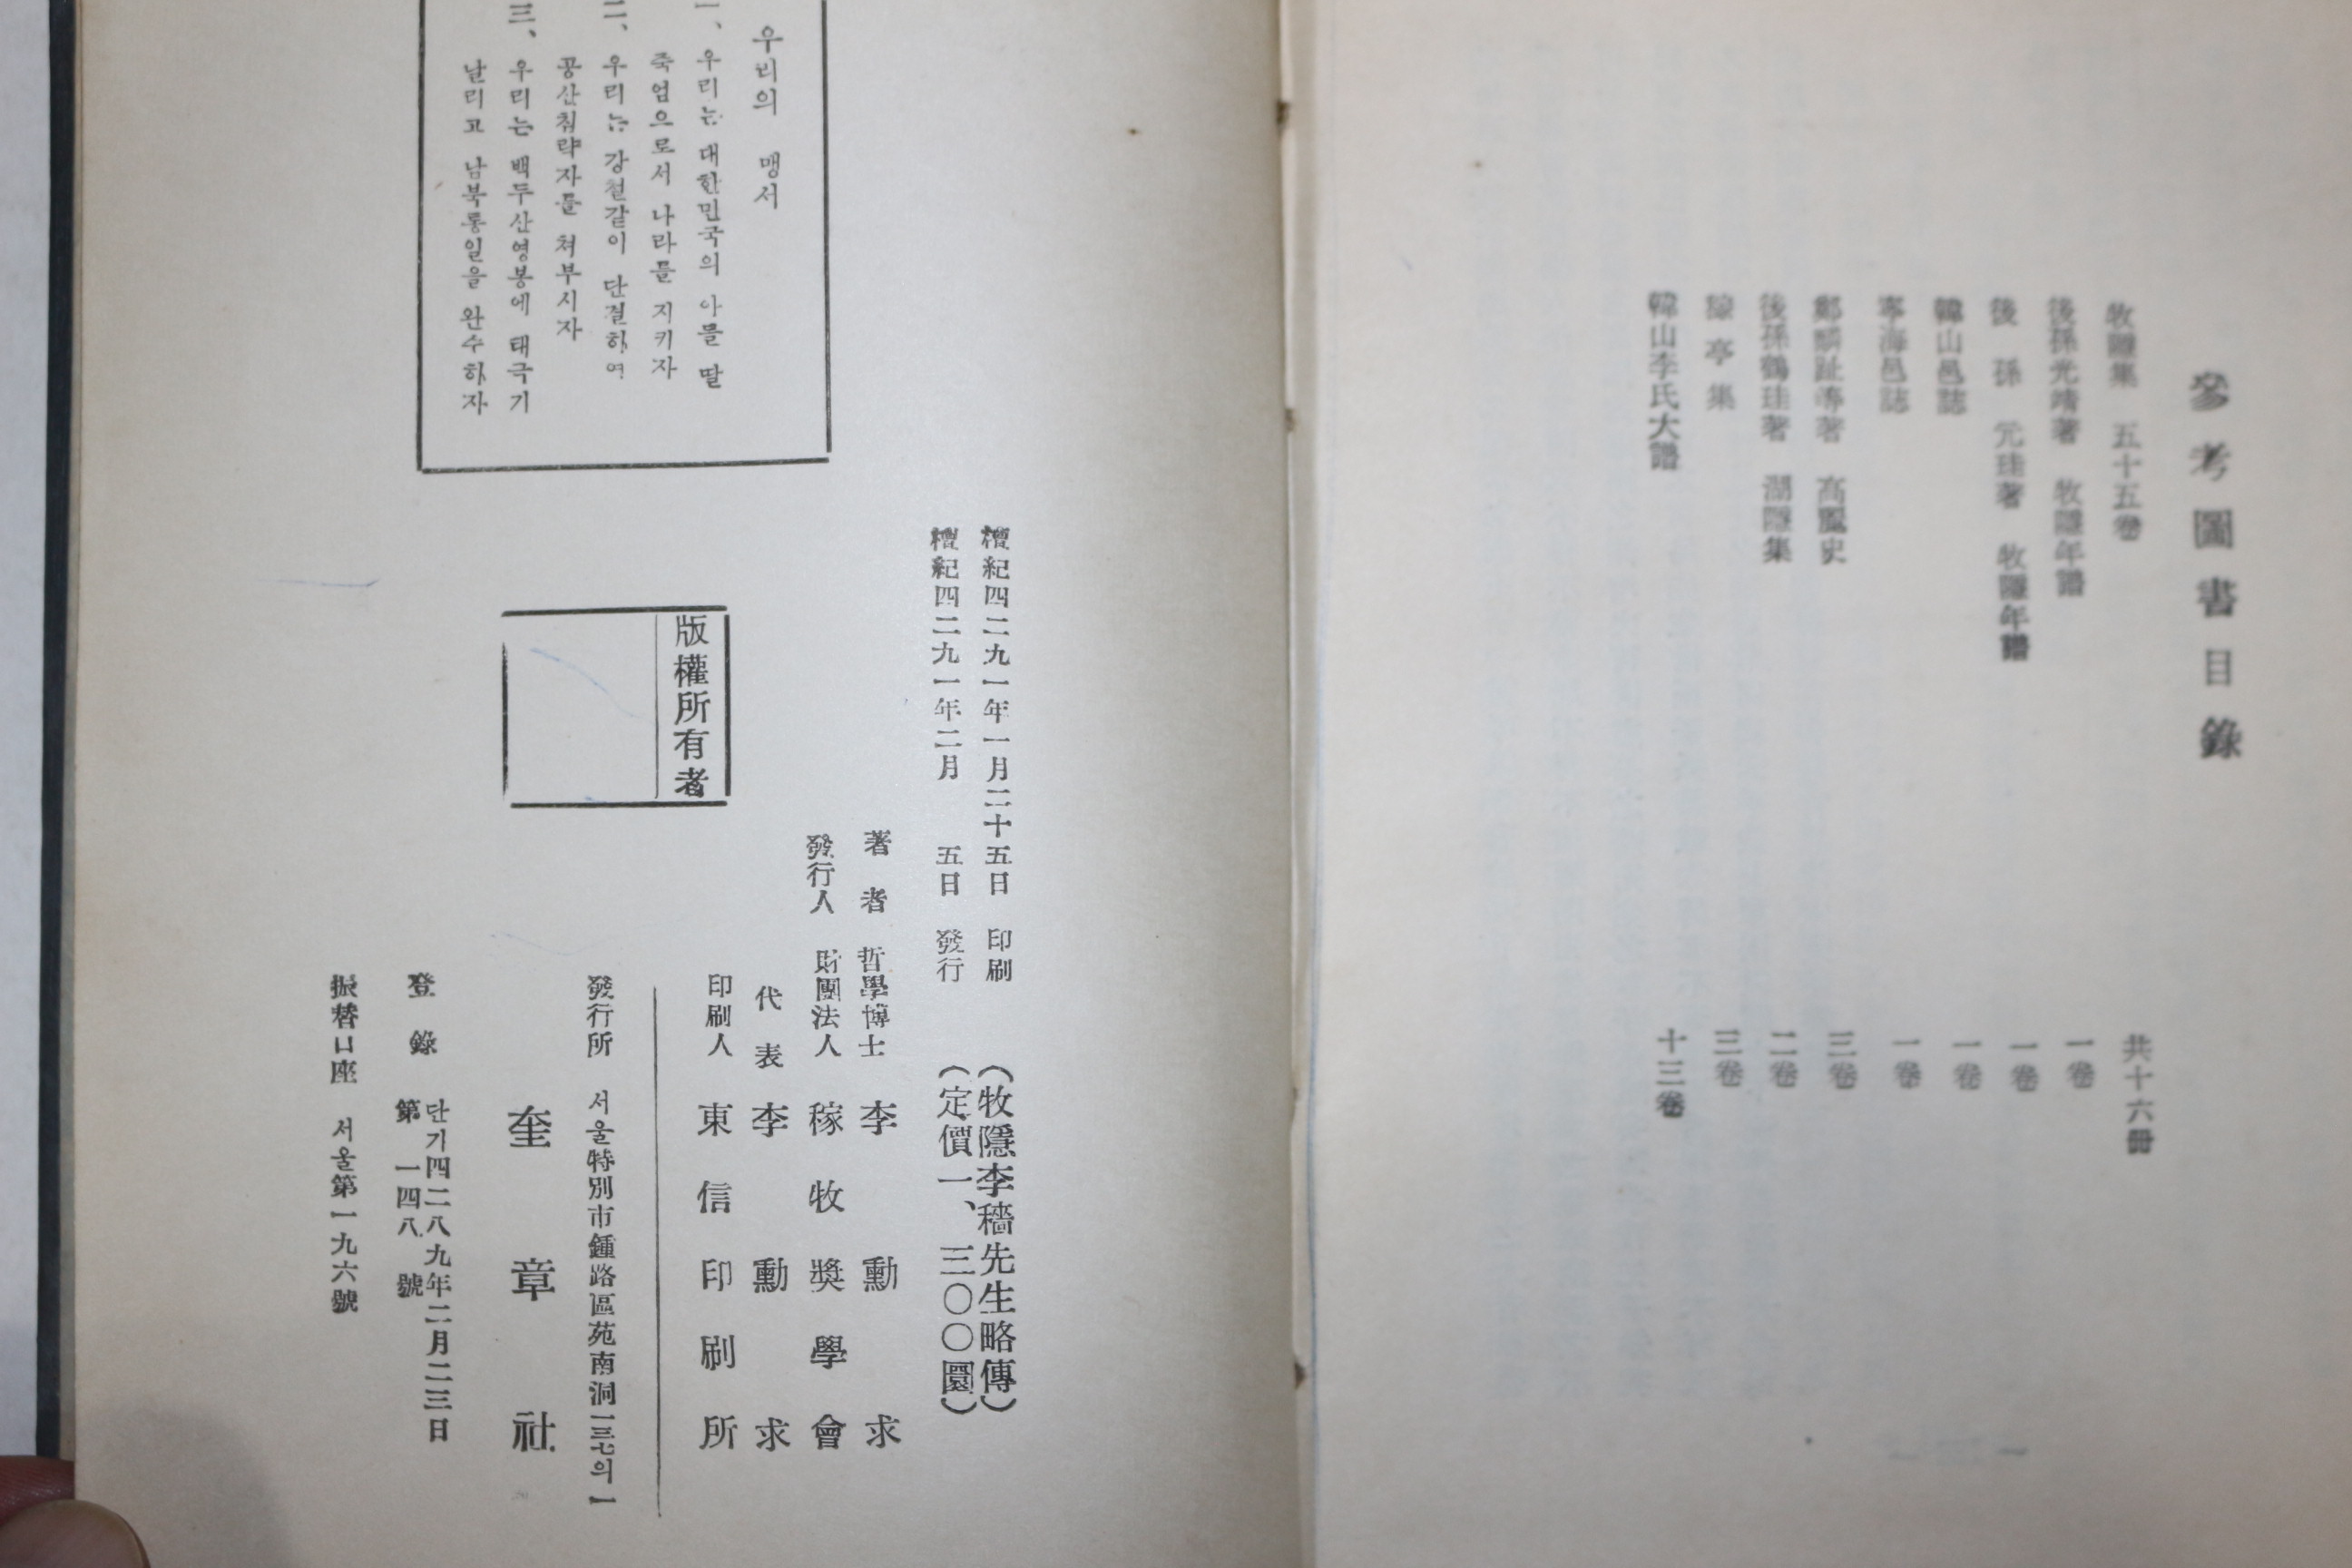 參考圖書目錄
牧隱集 五十五卷 共十六冊
後孫光靖著 牧隱年譜 一卷
後孫 元珪著 牧隱年譜 一卷
韓山邑誌 一卷
寧海邑誌 一卷
鄭麟趾等著 高麗史 三卷
後孫鶴珪著 湖隱集 二卷
稼亭集 三卷
韓山李氏大譜 十三卷
우리의 맹서
一、우리는 대한민국의 아들 딸
죽엄으로서 나라를 지키자
二、우리는 강철같이 단결하여
공산침략자를 쳐부시자
三、우리는 백두산영봉에 태극기
날리고 남북통일을 완수하자
檀紀四二九一年一月二十五日 印刷
檀紀四二九一年二月 五日 發行
(牧隱李穡先生略傳)
(定價一、三〇〇圜)
著者 哲學博士 李勳求
發行人 財團法人 稼牧奬學會
代表 李勳求
印刷人 東信印刷所
版權所有者
發行所 서울特別市鍾路區苑南洞一三七의一
奎章社
登錄 단기四二八九年二月二三日
第一四八號
振替口座 서울第一九六號